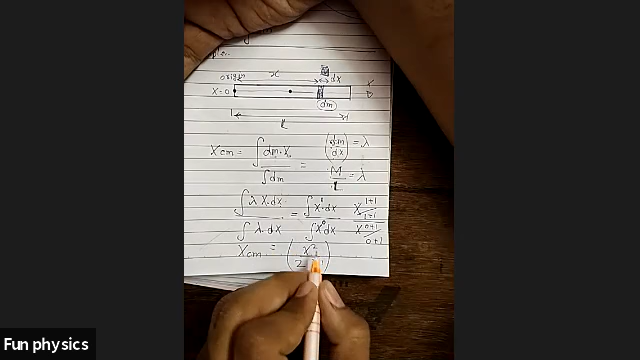 origin x dx
X=0
dm
l
Xcm = ∫dm·X / ∫dm = (dm/dx) = λ
M/L = λ
∫λ X·dX / ∫λ·dX = ∫X¹·dX / ∫X⁰dX X^(1+1)/(1+1) / X^(0+1)/(0+1)
Xcm = (X²/2
Fun physics